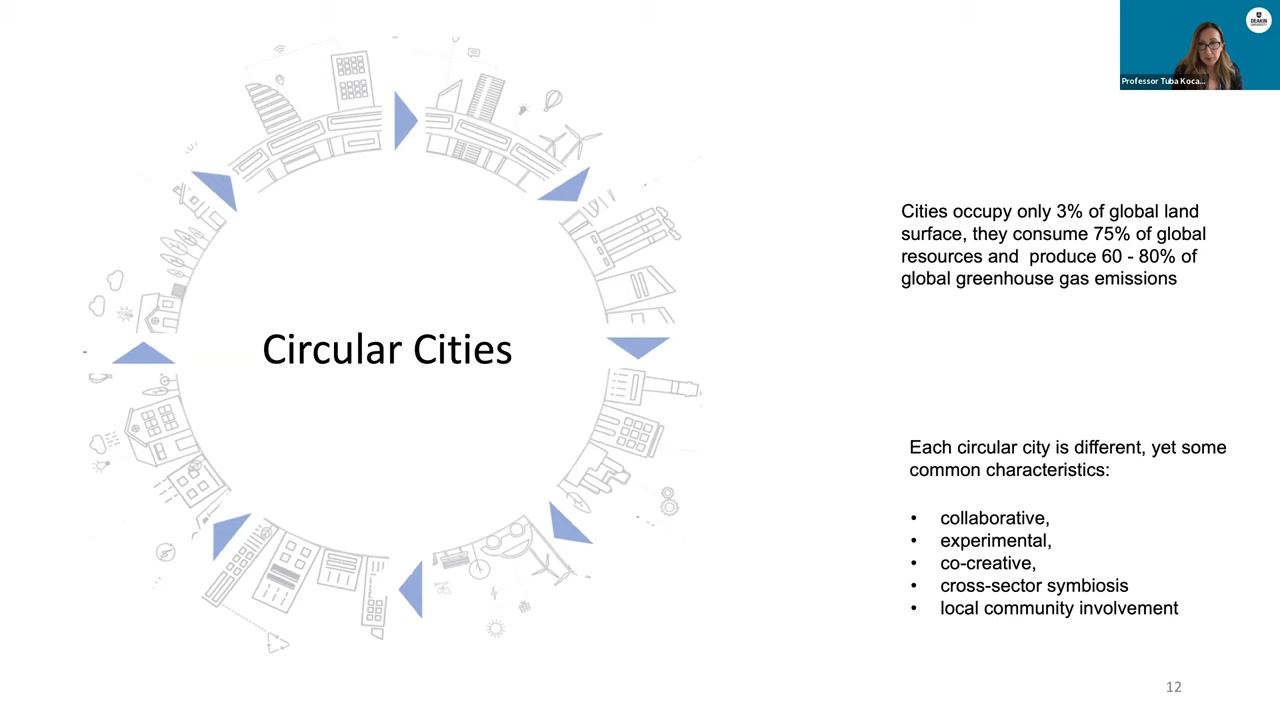 DEAKIN
UNIVERSITY
Professor Tuba Koca...
Cities occupy only 3% of global land
surface, they consume 75% of global
resources and produce 60 - 80% of
global greenhouse gas emissions
Circular Cities
Each circular city is different, yet some
common characteristics:
• collaborative,
• experimental,
• co-creative,
• cross-sector symbiosis
• local community involvement
12